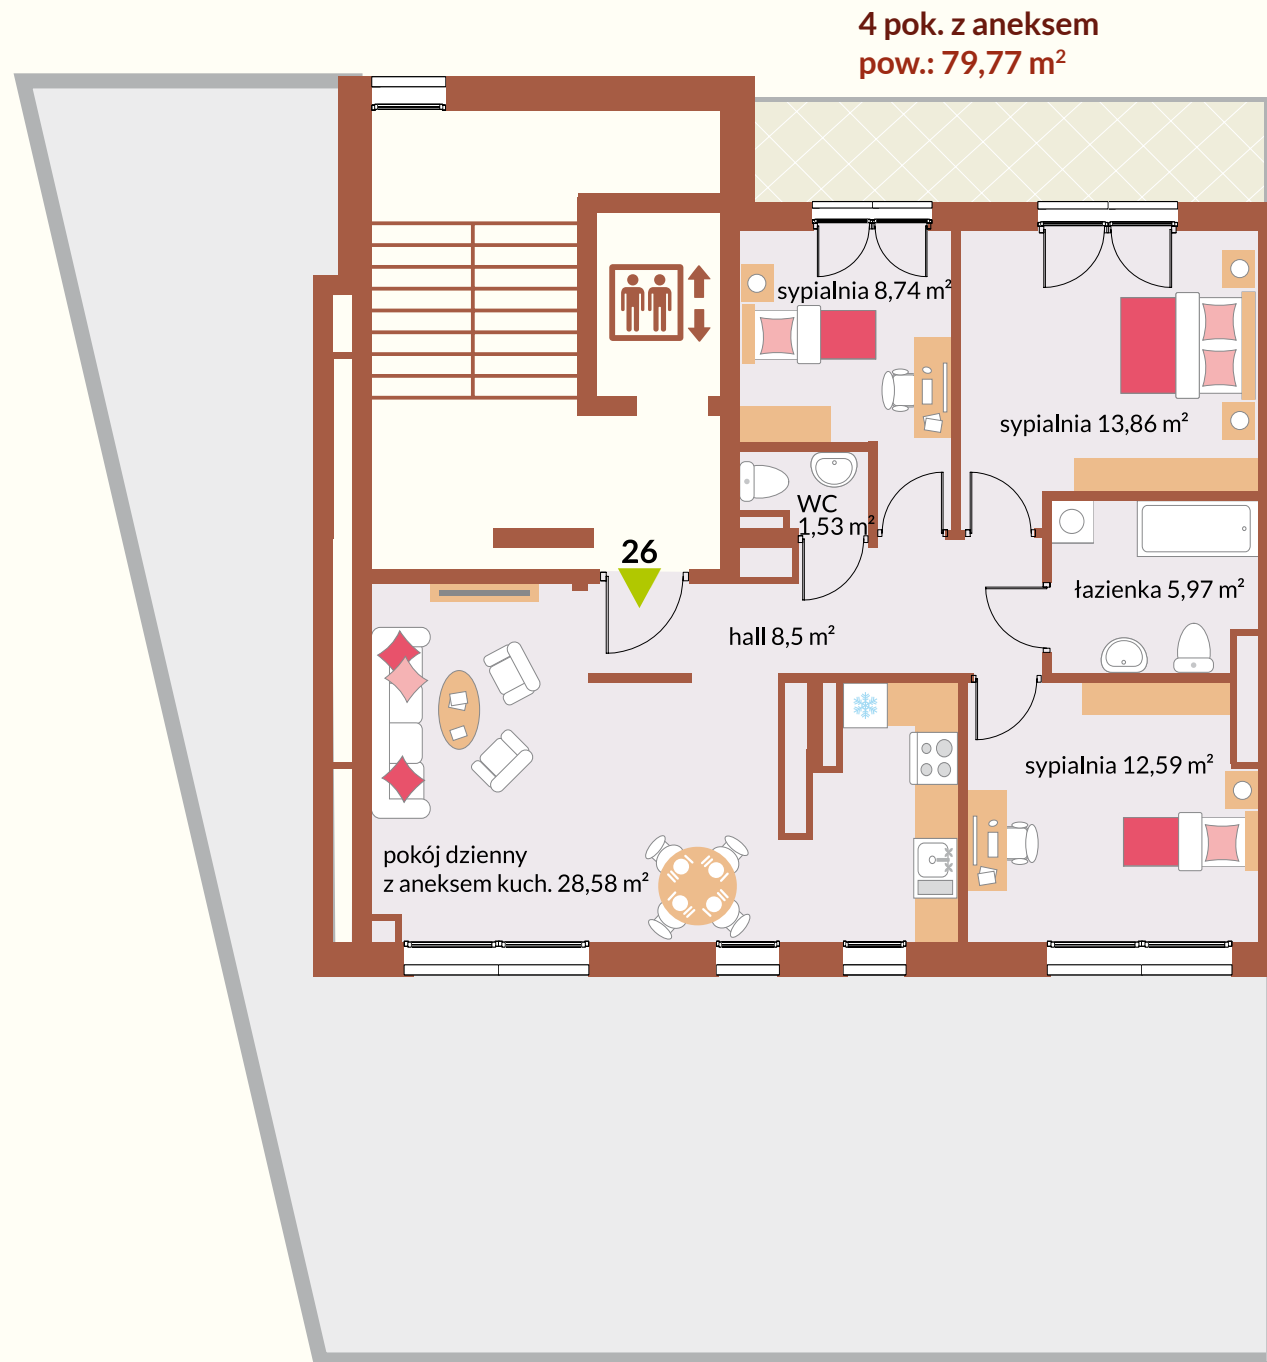 4 pok. z aneksem
pow.: 79,77 m²
sypialnia 8,74 m²
sypialnia 13,86 m²
WC
1,53 m²
26
łazienka 5,97 m²
hall 8,5 m²
sypialnia 12,59 m²
pokój dzienny
z aneksem kuch. 28,58 m²